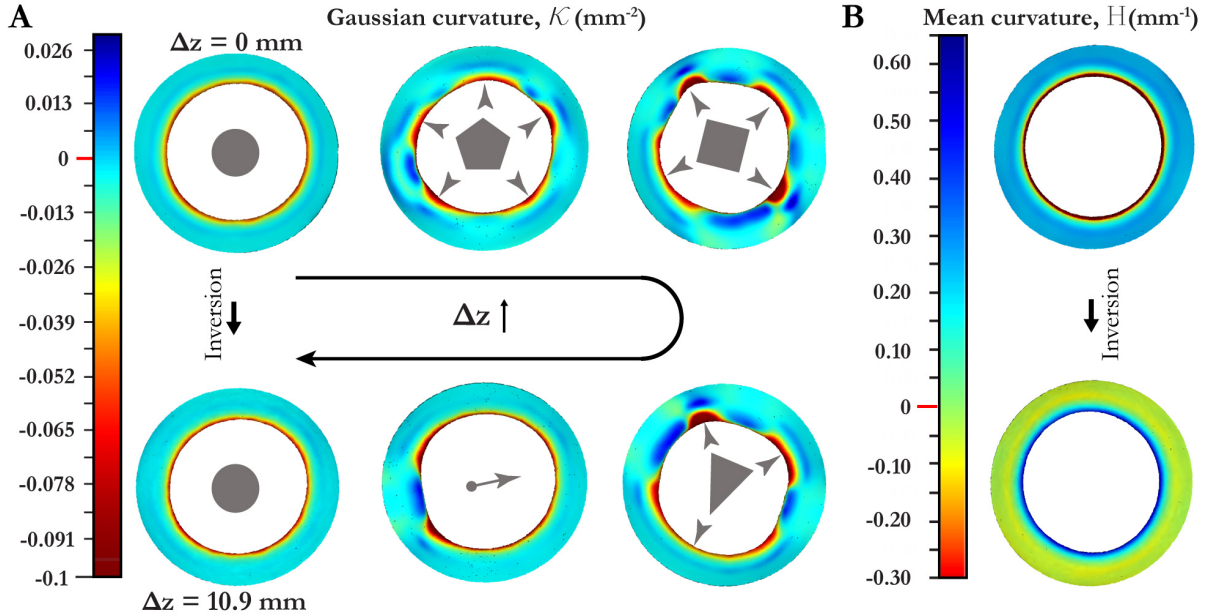 A
Gaussian curvature, K (mm⁻²)
Δz = 0 mm
0.026
0.013
0
-0.013
-0.026
-0.039
-0.052
-0.065
-0.078
-0.091
-0.1
Inversion
Δz
Δz = 10.9 mm
B
Mean curvature, H (mm⁻¹)
0.60
0.50
0.40
0.30
0.20
0.10
0
-0.10
-0.20
-0.30
Inversion